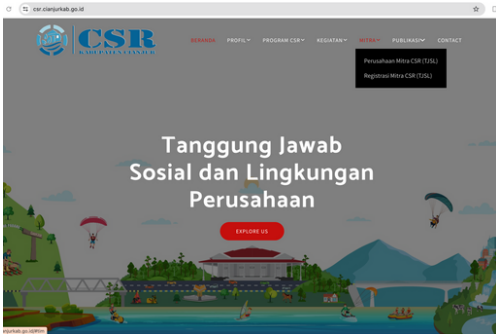 csr.cianjurkab.go.id
CSR
KABUPATEN CIANJUR
BERANDA PROFIL PROGRAM CSR KEGIATAN MITRA PUBLIKASI CONTACT
Perusahaan Mitra CSR (TJSL)
Registrasi Mitra CSR (TJSL)
Tanggung Jawab
Sosial dan Lingkungan
Perusahaan
EXPLORE US